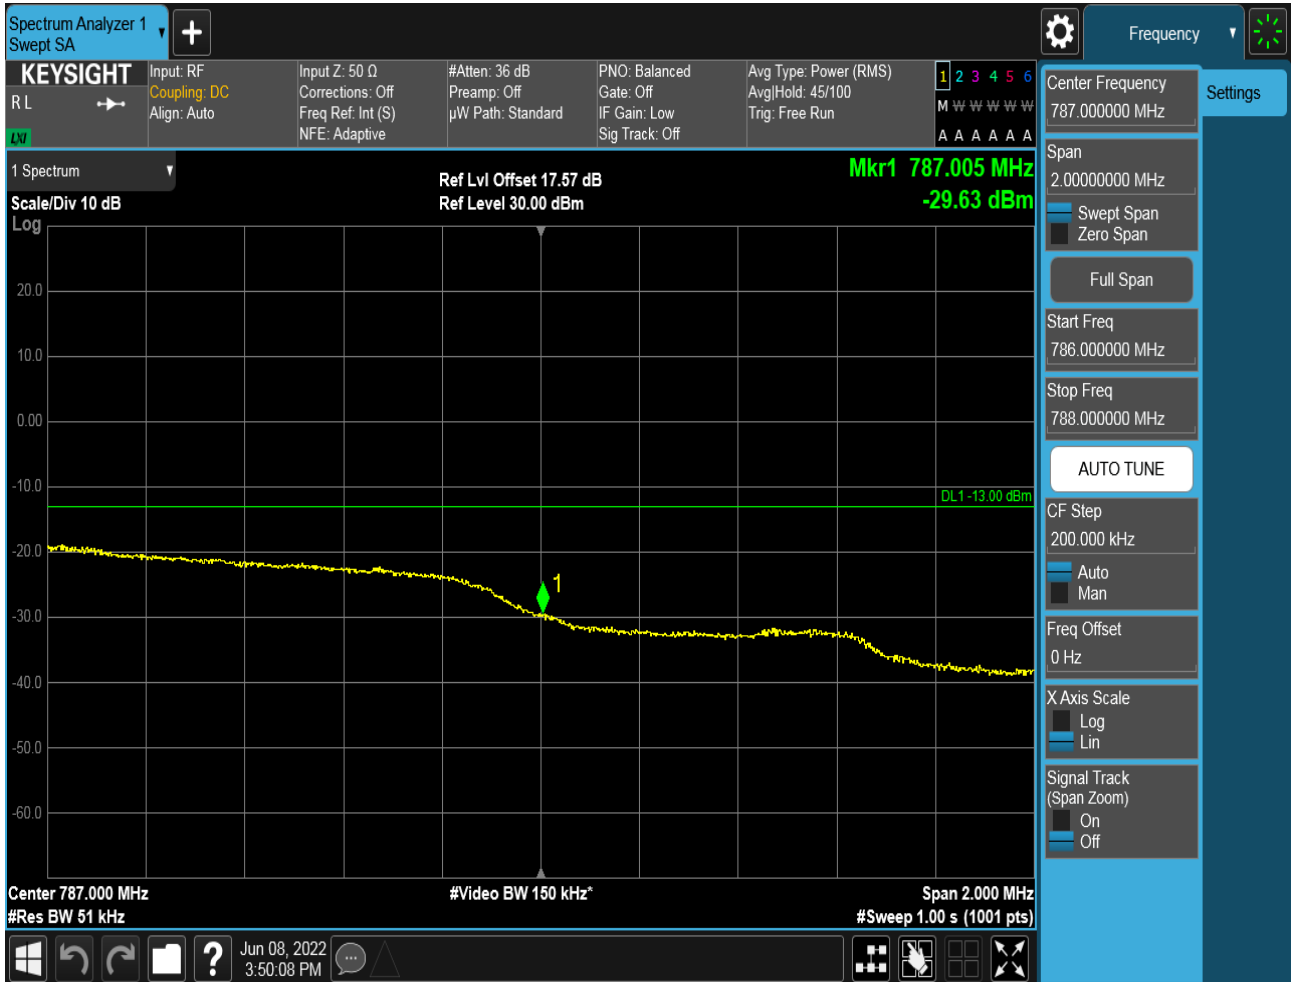 Spectrum Analyzer 1
Swept SA
Frequency
KEYSIGHT
R L
LXI
Input: RF
Coupling: DC
Align: Auto
Input Z: 50 Ω
Corrections: Off
Freq Ref: Int (S)
NFE: Adaptive
#Atten: 36 dB
Preamp: Off
µW Path: Standard
PNO: Balanced
Gate: Off
IF Gain: Low
Sig Track: Off
Avg Type: Power (RMS)
Avg|Hold: 45/100
Trig: Free Run
1 2 3 4 5 6
M W W W W W
A A A A A A
1 Spectrum
Scale/Div 10 dB
Log
Ref Lvl Offset 17.57 dB
Ref Level 30.00 dBm
Mkr1 787.005 MHz
-29.63 dBm
20.0
10.0
0.00
-10.0
DL1 -13.00 dBm
-20.0
1
-30.0
-40.0
-50.0
-60.0
Center 787.000 MHz
#Res BW 51 kHz
#Video BW 150 kHz*
Span 2.000 MHz
#Sweep 1.00 s (1001 pts)
Center Frequency
787.000000 MHz
Settings
Span
2.00000000 MHz
Swept Span
Zero Span
Full Span
Start Freq
786.000000 MHz
Stop Freq
788.000000 MHz
AUTO TUNE
CF Step
200.000 kHz
Auto
Man
Freq Offset
0 Hz
X Axis Scale
Log
Lin
Signal Track
(Span Zoom)
On
Off
?
Jun 08, 2022
3:50:08 PM